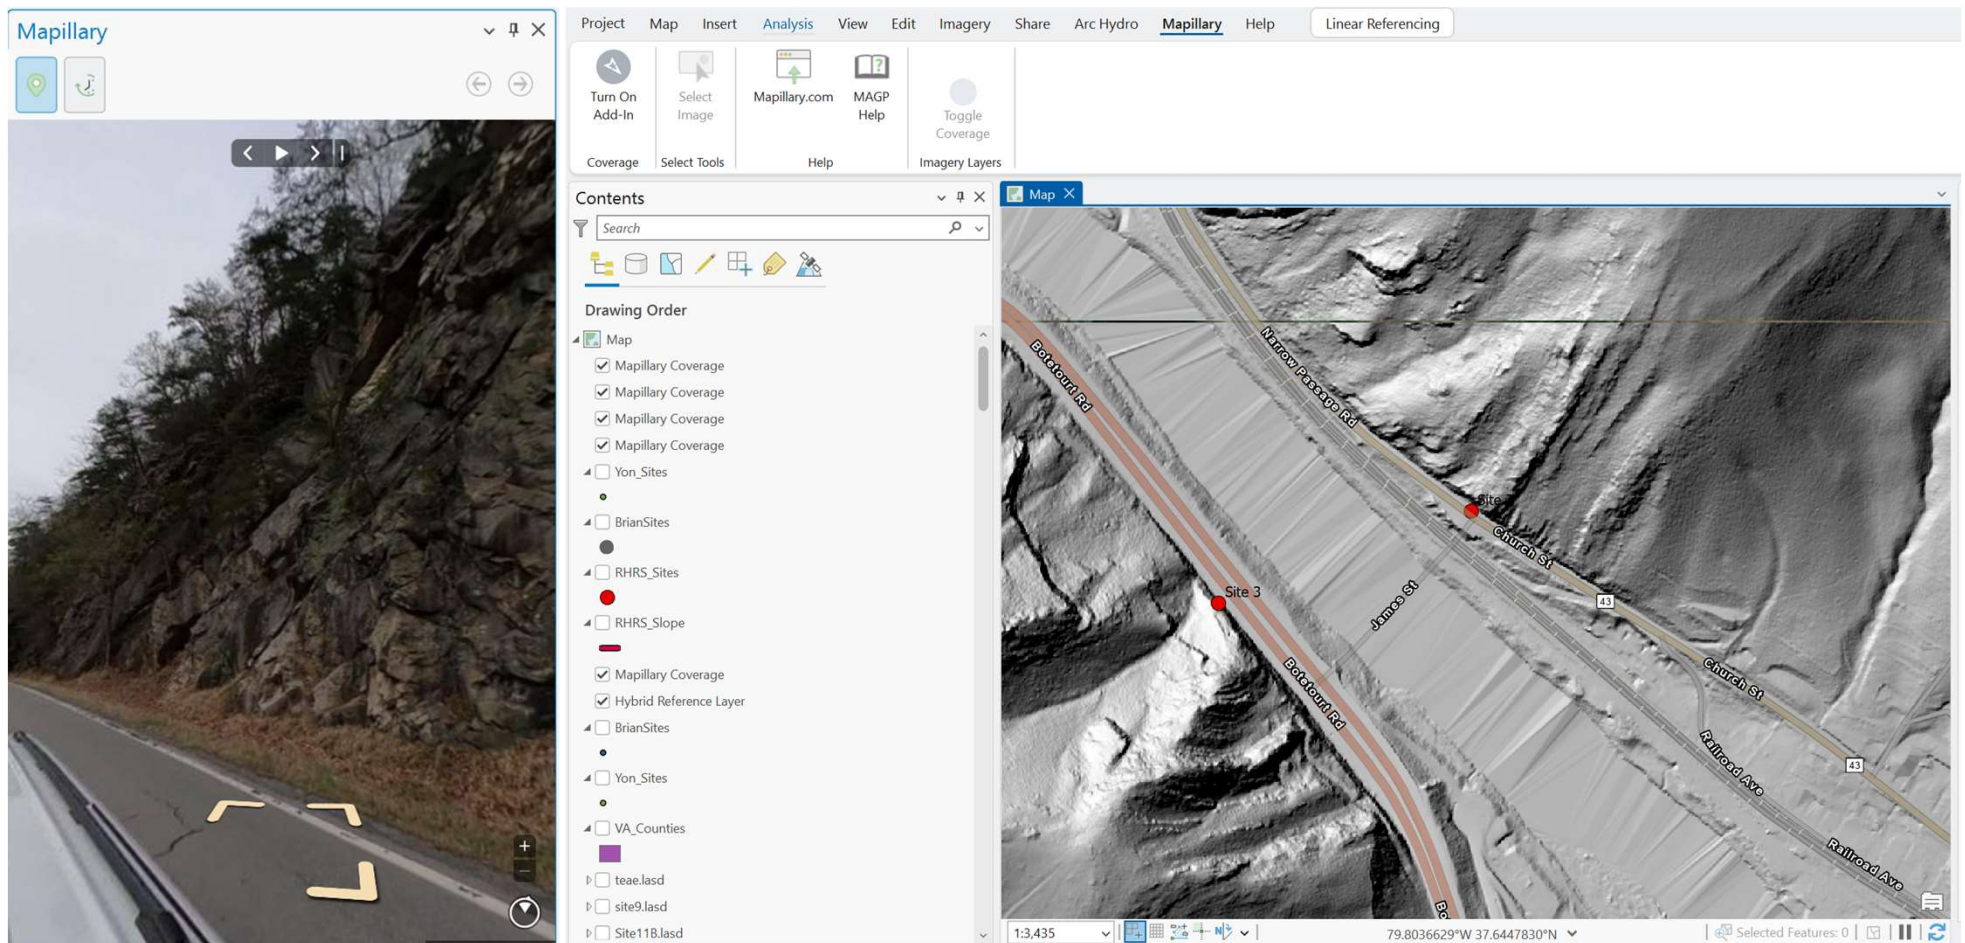 Mapillary
Project Map Insert Analysis View Edit Imagery Share Arc Hydro Mapillary Help Linear Referencing
Turn On Add-In
Select Image
Mapillary.com
MAGP Help
Toggle Coverage
Coverage
Select Tools
Help
Imagery Layers
Contents
Search
Drawing Order
Map
Mapillary Coverage
Mapillary Coverage
Mapillary Coverage
Mapillary Coverage
Yon_Sites
BrianSites
RHRS_Sites
RHRS_Slope
Mapillary Coverage
Hybrid Reference Layer
BrianSites
Yon_Sites
VA_Counties
teae.lasd
site9.lasd
Site11B.lasd
Map
Botetourt Rd
Narrow Passage Rd
Site
Church St
43
Site 3
James St
Botetourt Rd
Church St
Railroad Ave
43
Railroad Ave
Bo
1:3,435
79.8036629°W 37.6447830°N
Selected Features: 0